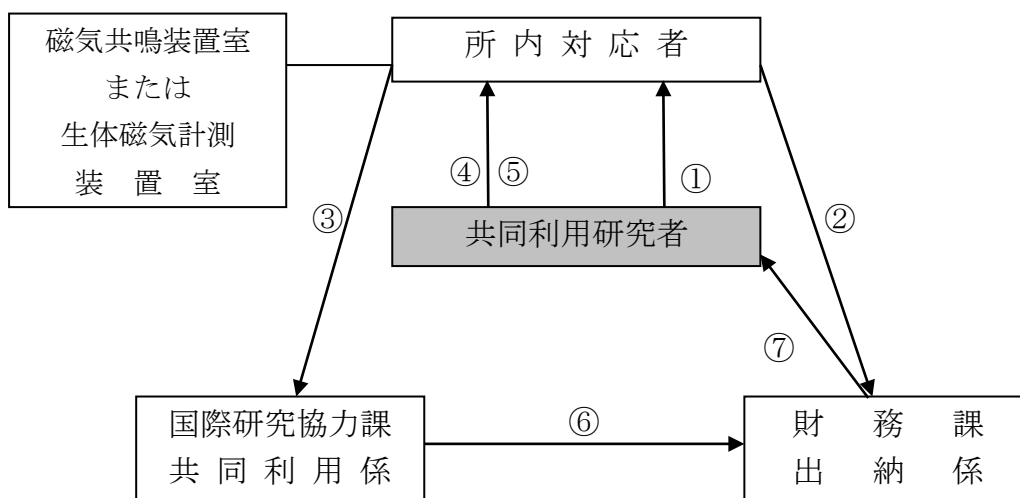 磁気共鳴装置室
または
生体磁気計測
装置室
所内対応者
④
⑤
①
③
②
共同利用研究者
⑦
国際研究協力課
共同利用係
⑥
財務課
出納係